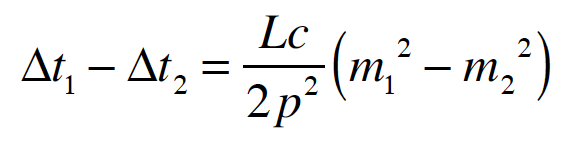 Δt₁ − Δt₂ = Lc / 2p² (m₁² − m₂²)